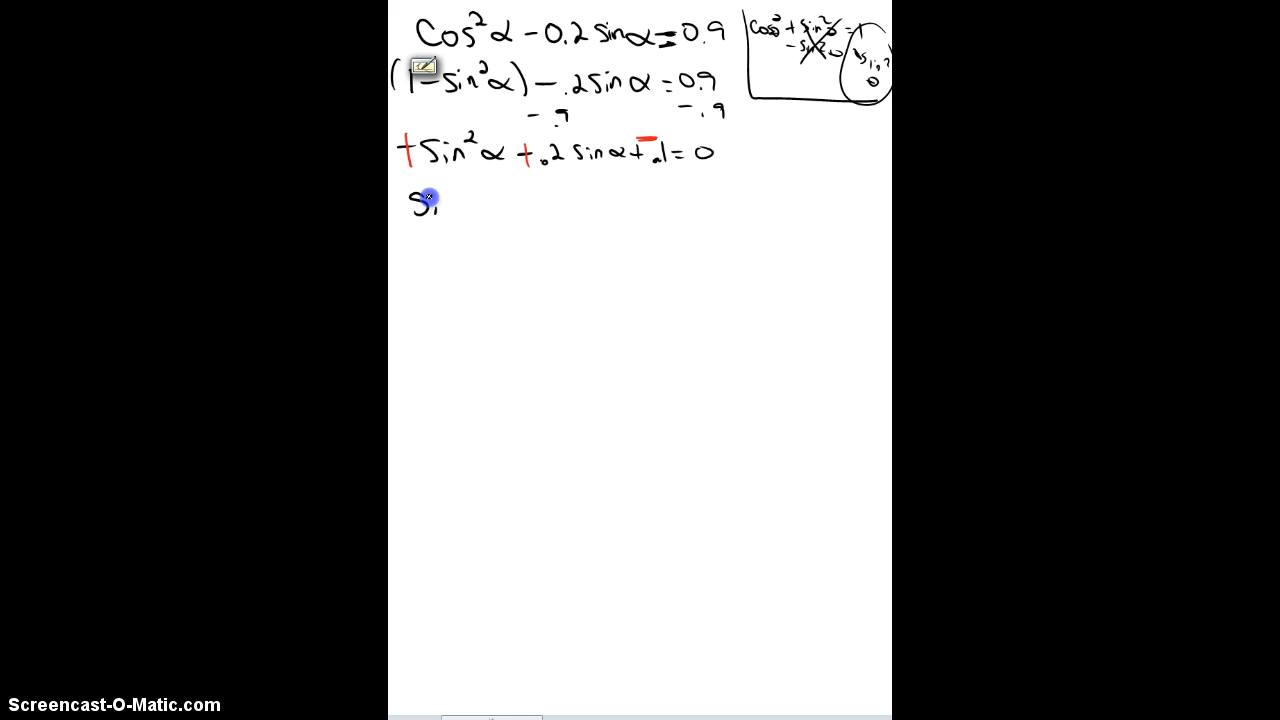 Cos²α - 0.2 sinα = 0.9
(1 - sin²α) - .2 sin α = 0.9
- .9 - .9
+ sin²α + .2 sin α - .1 = 0
Si
Cos² + sin² = 1
- sin²
Screencast-O-Matic.com